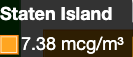 Staten Island
7.38 mcg/m³